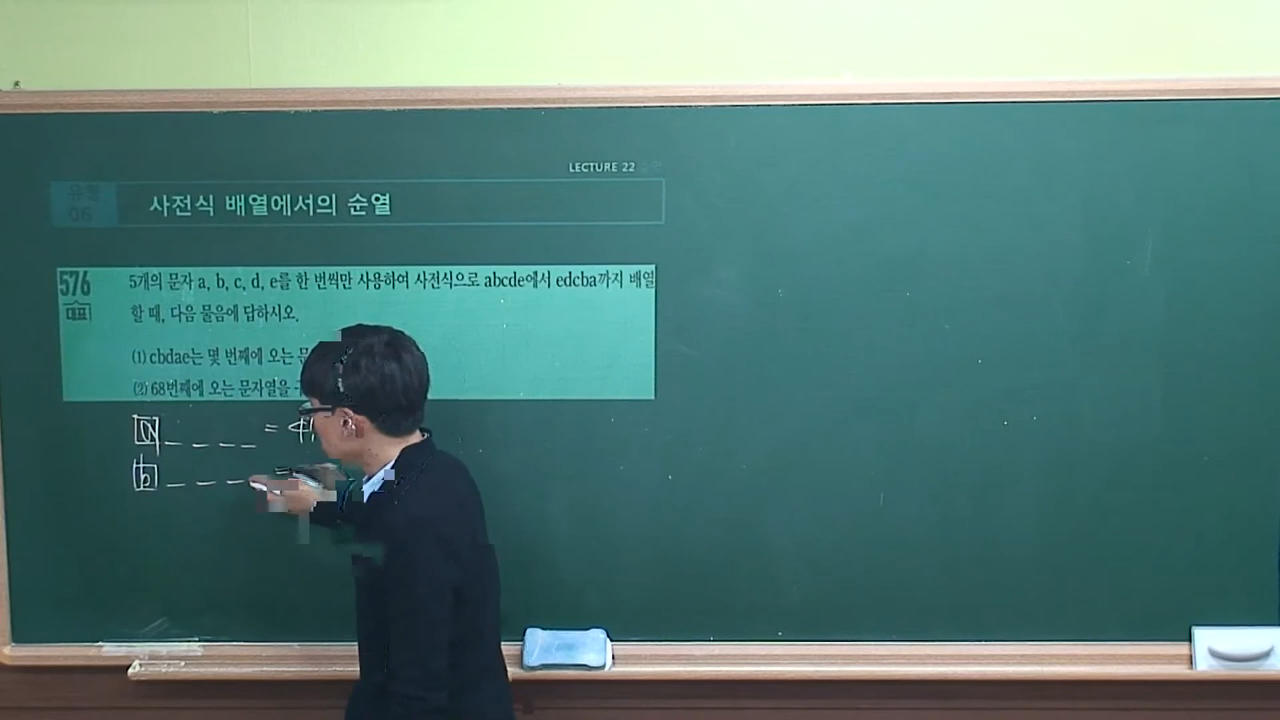 LECTURE 22
유형
06
사전식 배열에서의 순열
576
대표
5개의 문자 a, b, c, d, e를 한 번씩만 사용하여 사전식으로 abcde에서 edcba까지 배열
할 때, 다음 물음에 답하시오.
(1) cbdae는 몇 번째에 오는
(2) 68번째에 오는 문자열을
a _ _ _ _ = 4!
b _ _ _ =